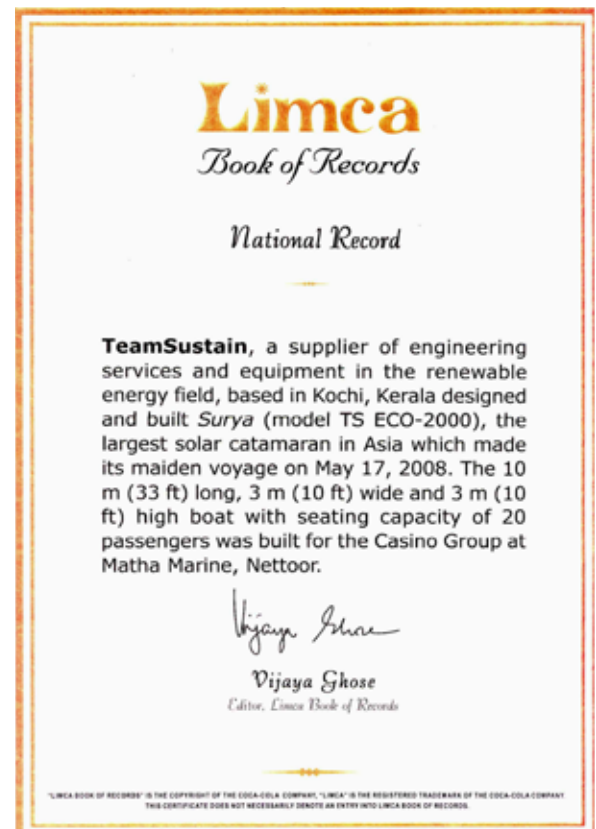 Limca
Book of Records
National Record
TeamSustain, a supplier of engineering
services and equipment in the renewable
energy field, based in Kochi, Kerala designed
and built Surya (model TS ECO-2000), the
largest solar catamaran in Asia which made
its maiden voyage on May 17, 2008. The 10
m (33 ft) long, 3 m (10 ft) wide and 3 m (10
ft) high boat with seating capacity of 20
passengers was built for the Casino Group at
Matha Marine, Nettoor.
Vijaya Ghose
Vijaya Ghose
Editor, Limca Book of Records
"LIMCA BOOK OF RECORDS" IS THE COPYRIGHT OF THE COCA-COLA COMPANY, "LIMCA" IS THE REGISTERED TRADEMARK OF THE COCA-COLA COMPANY
THIS CERTIFICATE DOES NOT NECESSARILY DENOTE AN ENTRY INTO LIMCA BOOK OF RECORDS.